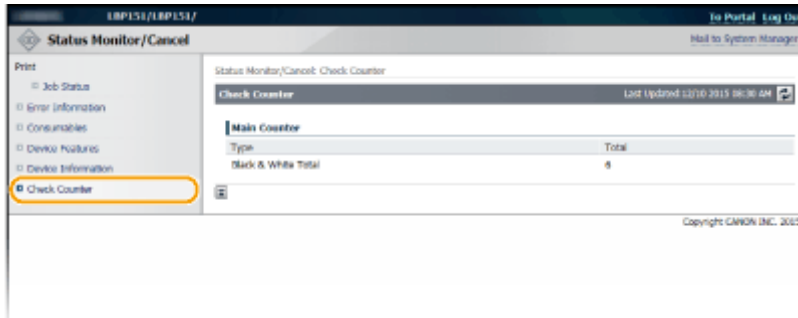 LBP151/LBP151/
To Portal Log Ou
Status Monitor/Cancel
Mail to System Manager
Print
Job Status
Error Information
Consumables
Device Features
Device Information
Check Counter
Status Monitor/Cancel: Check Counter
Check Counter
Last Updated:12/10 2015 08:30 AM
Main Counter
Type Total
Black & White Total 6
Copyright CANON INC. 2015